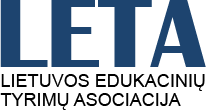 LETA
LIETUVOS EDUKACINIŲ
TYRIMŲ ASOCIACIJA